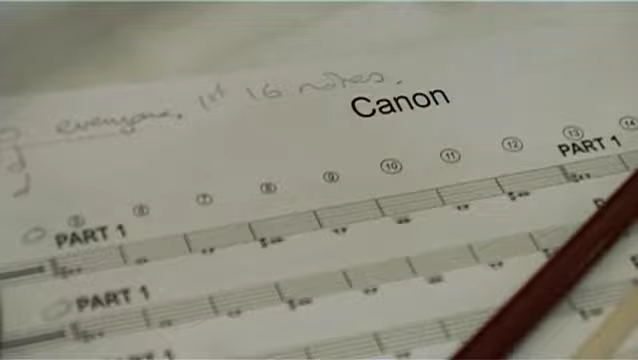 everyone, 1st 16 notes.
Canon
⑤ ⑥ ⑦ ⑧ ⑨ ⑩ ⑪ ⑫ ⑬ ⑭
PART 1 PART 1
PART 1